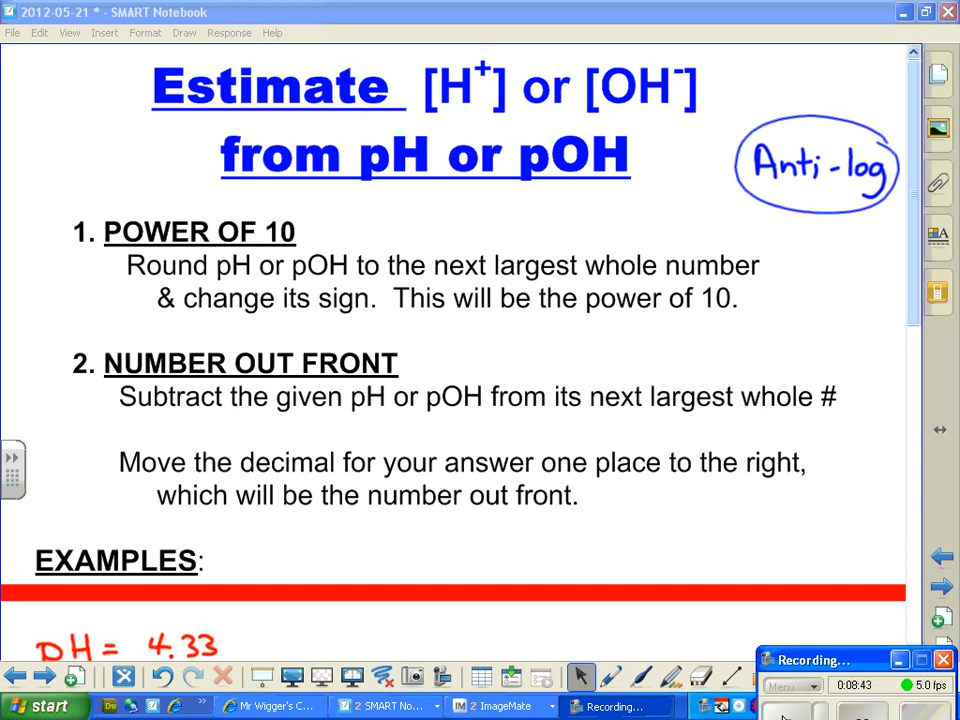 2012-05-21 * - SMART Notebook
File Edit View Insert Format Draw Response Help
Estimate [H+] or [OH-]
from pH or pOH
Anti-log
1. POWER OF 10
Round pH or pOH to the next largest whole number
& change its sign. This will be the power of 10.
2. NUMBER OUT FRONT
Subtract the given pH or pOH from its next largest whole #
Move the decimal for your answer one place to the right,
which will be the number out front.
EXAMPLES:
pH = 4.33
Recording...
Menu
0:08:43
5.0 fps
start
Mr Wigger's C...
2 SMART No...
2 ImageMate
Recording...